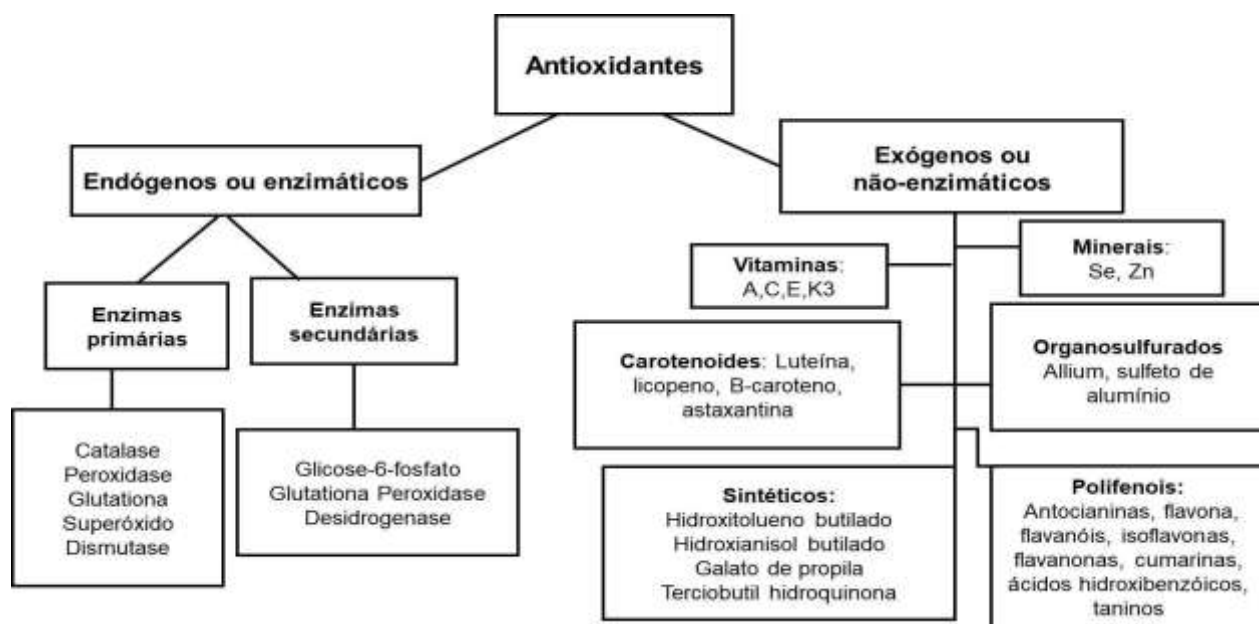 Antioxidantes
Endógenos ou enzimáticos
Exógenos ou
não-enzimáticos
Enzimas
primárias
Enzimas
secundárias
Catalase
Peroxidase
Glutationa
Superóxido
Dismutase
Glicose-6-fosfato
Glutationa Peroxidase
Desidrogenase
Vitaminas:
A,C,E,K3
Minerais:
Se, Zn
Carotenoides: Luteína,
licopeno, B-caroteno,
astaxantina
Organosulfurados
Allium, sulfeto de
alumínio
Sintéticos:
Hidroxitolueno butilado
Hidroxianisol butilado
Galato de propila
Terciobutil hidroquinona
Polifenois:
Antocianinas, flavona,
flavanóis, isoflavonas,
flavanonas, cumarinas,
ácidos hidroxibenzóicos,
taninos